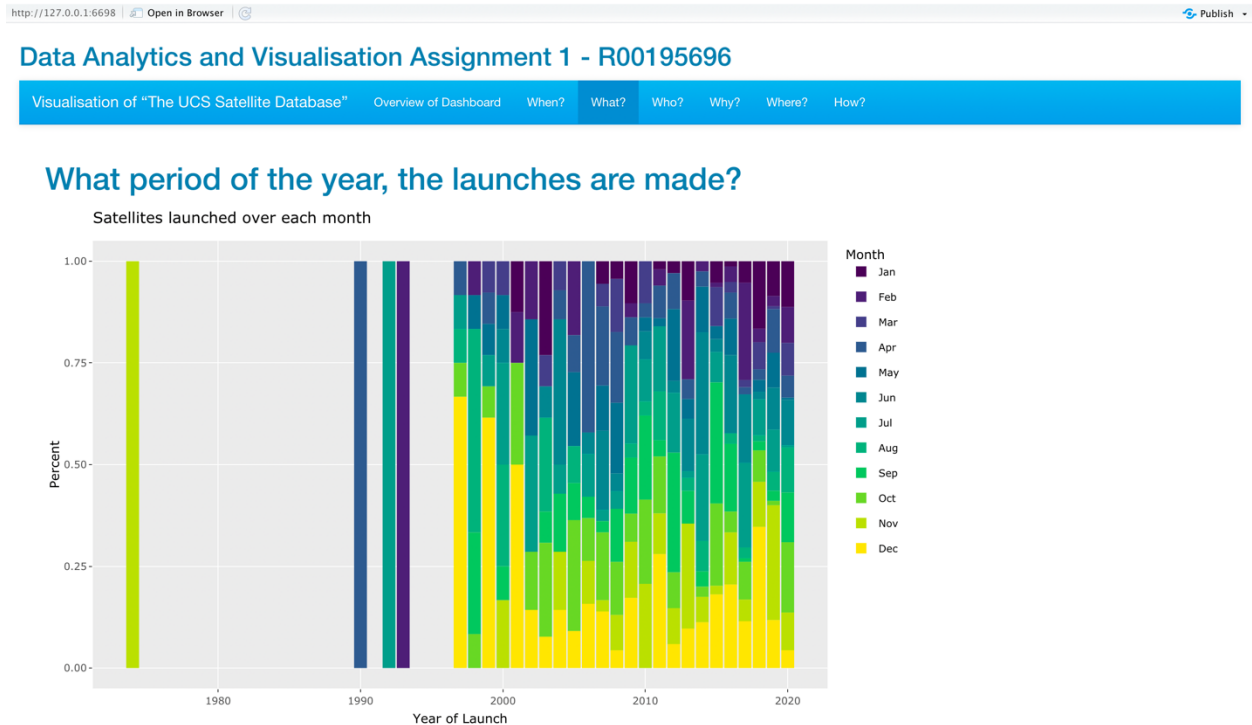 http://127.0.0.1:6698 Open in Browser Publish
Data Analytics and Visualisation Assignment 1 - R00195696
Visualisation of “The UCS Satellite Database” Overview of Dashboard When? What? Who? Why? Where? How?
What period of the year, the launches are made?
Satellites launched over each month
1.00
0.75
0.50
0.25
0.00
Percent
1980 1990 2000 2010 2020
Year of Launch
Month
Jan
Feb
Mar
Apr
May
Jun
Jul
Aug
Sep
Oct
Nov
Dec